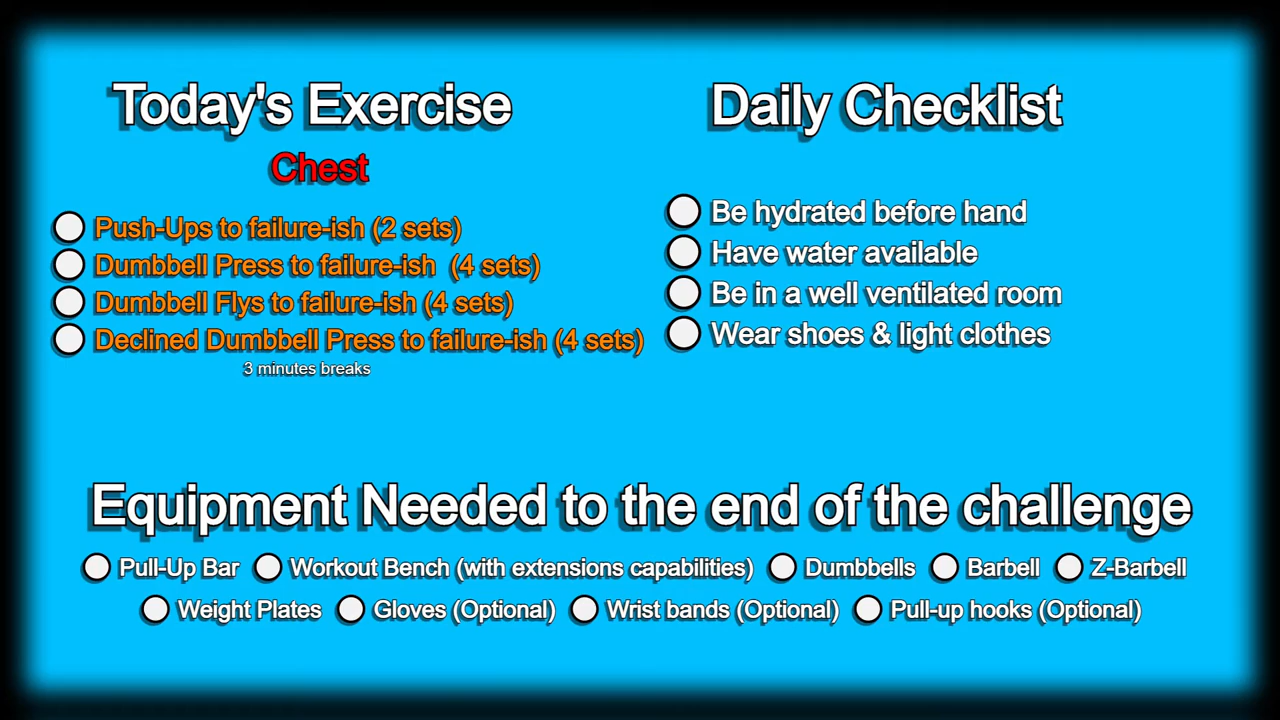 Today's Exercise
Chest
Push-Ups to failure-ish (2 sets)
Dumbbell Press to failure-ish (4 sets)
Dumbbell Flys to failure-ish (4 sets)
Declined Dumbbell Press to failure-ish (4 sets)
3 minutes breaks
Daily Checklist
Be hydrated before hand
Have water available
Be in a well ventilated room
Wear shoes & light clothes
Equipment Needed to the end of the challenge
Pull-Up Bar Workout Bench (with extensions capabilities) Dumbbells Barbell Z-Barbell
Weight Plates Gloves (Optional) Wrist bands (Optional) Pull-up hooks (Optional)